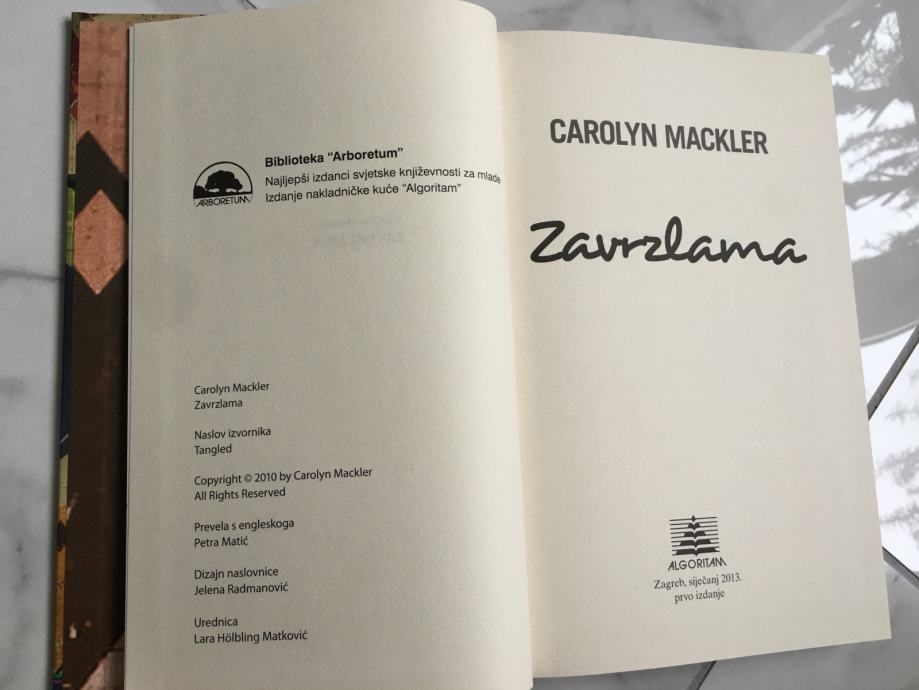 Biblioteka "Arboretum"
Najljepši izdanci svjetske književnosti za mlade
Izdanje nakladničke kuće "Algoritam"
ARBORETUM
Carolyn Mackler
Zavrzlama
Naslov izvornika
Tangled
Copyright © 2010 by Carolyn Mackler
All Rights Reserved
Prevela s engleskoga
Petra Matić
Dizajn naslovnice
Jelena Radmanović
Urednica
Lara Hölbling Matković
CAROLYN MACKLER
Zavrzlama
ALGORITAM
Zagreb, siječanj 2013.
prvo izdanje